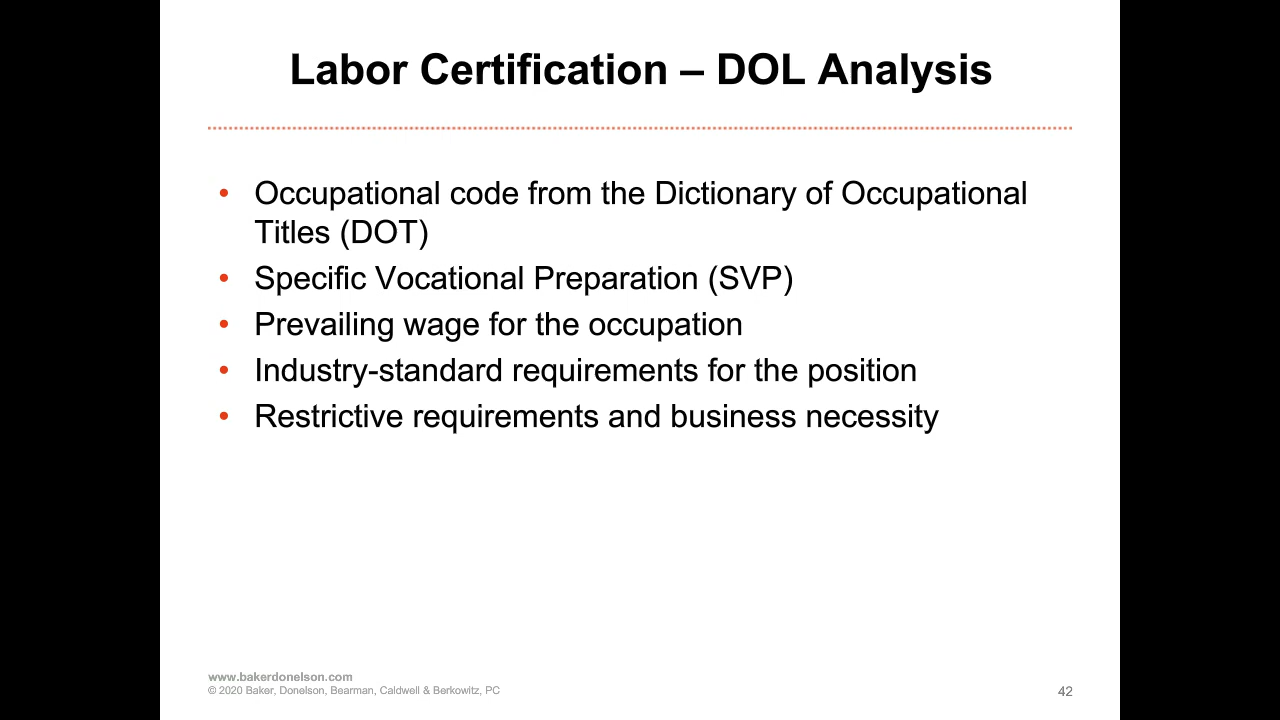 Labor Certification – DOL Analysis
• Occupational code from the Dictionary of Occupational
Titles (DOT)
• Specific Vocational Preparation (SVP)
• Prevailing wage for the occupation
• Industry-standard requirements for the position
• Restrictive requirements and business necessity
www.bakerdonelson.com
© 2020 Baker, Donelson, Bearman, Caldwell & Berkowitz, PC
42